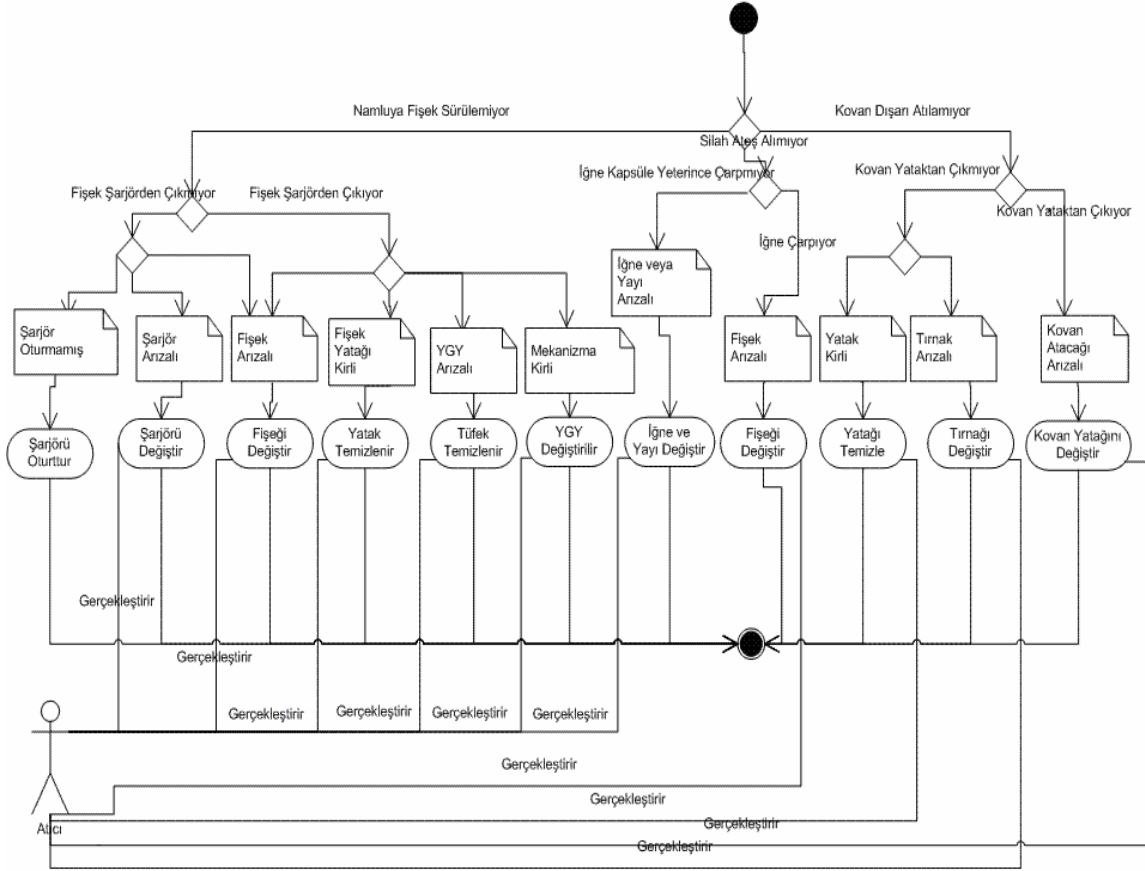 Namluya Fişek Sürülemiyor
Kovan Dışarı Atılamıyor
Silah Ateş Alımıyor
İğne Kapsüle Yeterince Çarpmıyor
Kovan Yataktan Çıkmıyor
Fişek Şarjörden Çıkmıyor
Fişek Şarjörden Çıkıyor
Kovan Yataktan Çıkıyor
İğne Çarpıyor
İğne veya
Yayı
Arızalı
Şarjör
Oturmamış
Şarjör
Arızalı
Fişek
Arızalı
Fişek
Yatağı
Kirli
YGY
Arızalı
Mekanizma
Kirli
Fişek
Arızalı
Yatak
Kirli
Tırnak
Arızalı
Kovan
Atacağı
Arızalı
Şarjörü
Oturttur
Şarjörü
Değiştir
Fişeği
Değiştir
Yatak
Temizlenir
Tüfek
Temizlenir
YGY
Değiştirilir
İğne ve
Yayı Değiştir
Fişeği
Değiştir
Yatağı
Temizle
Tırnağı
Değiştir
Kovan Yatağını
Değiştir
Gerçekleştirir
Gerçekleştirir
Gerçekleştirir
Gerçekleştirir
Gerçekleştirir
Gerçekleştirir
Gerçekleştirir
Gerçekleştirir
Gerçekleştirir
Atıcı
Gerçekleştirir